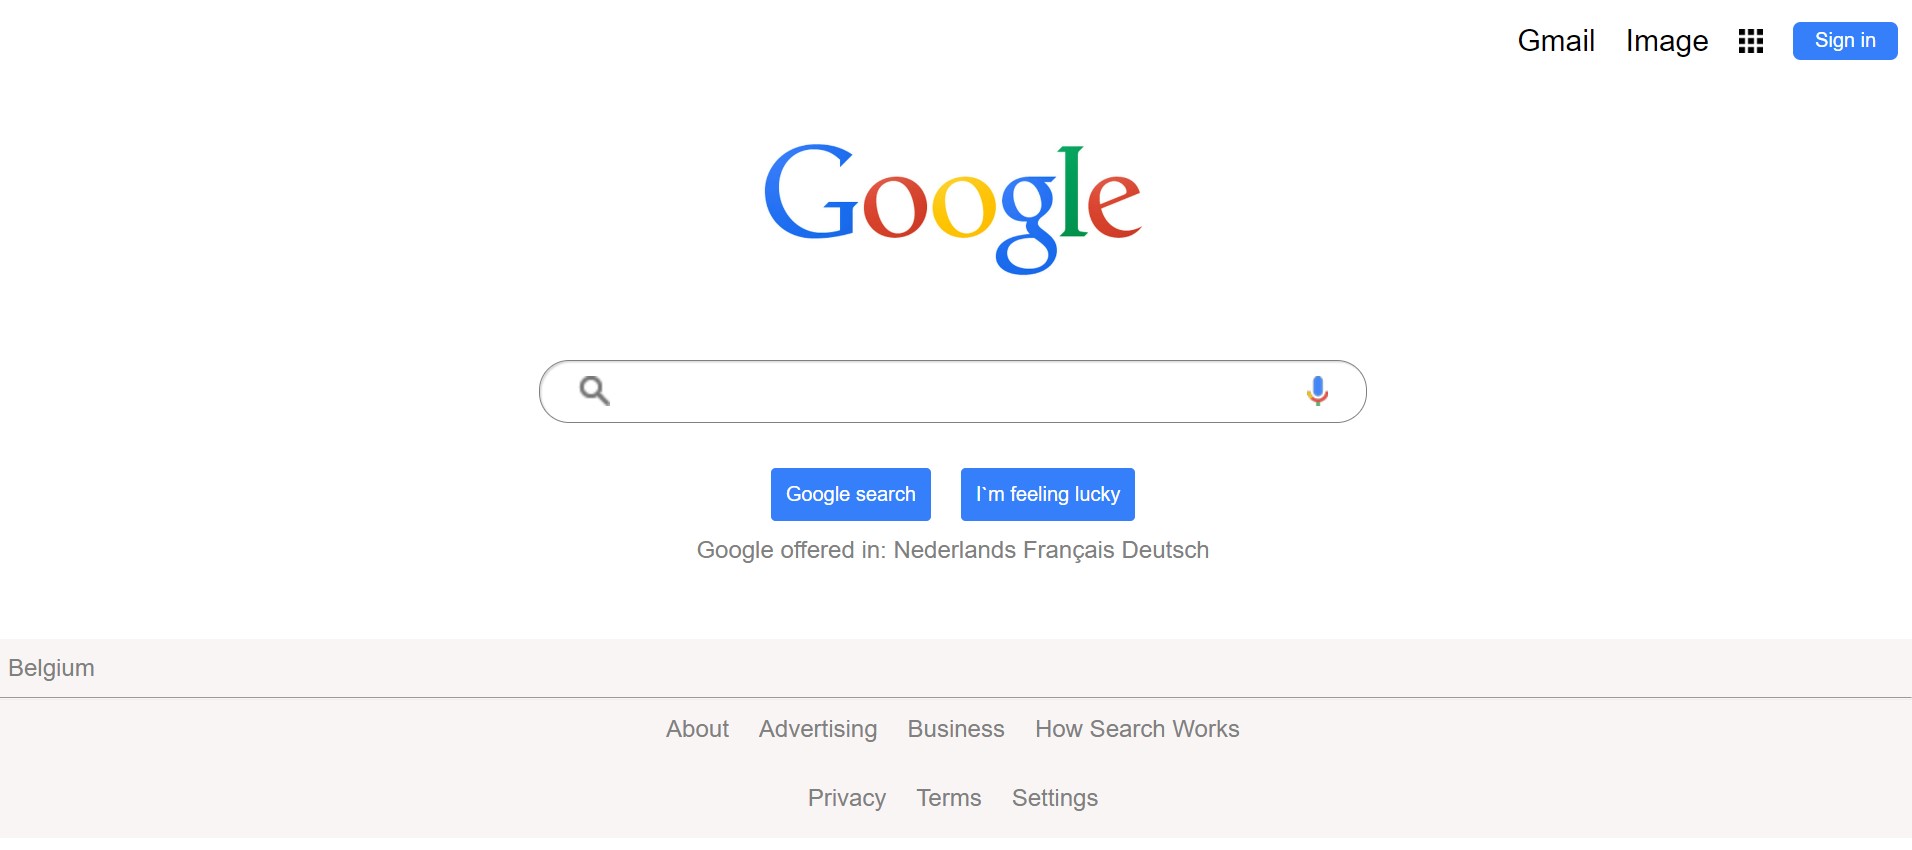 Gmail Image Sign in
Google
Google search I`m feeling lucky
Google offered in: Nederlands Français Deutsch
Belgium
About Advertising Business How Search Works
Privacy Terms Settings